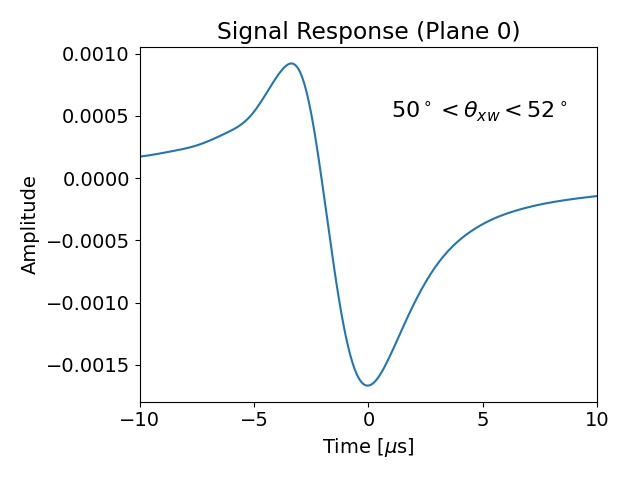 Signal Response (Plane 0)
0.0010
0.0005
0.0000
−0.0005
−0.0010
−0.0015
Amplitude
50° < θxw < 52°
−10
−5
0
5
10
Time [μs]